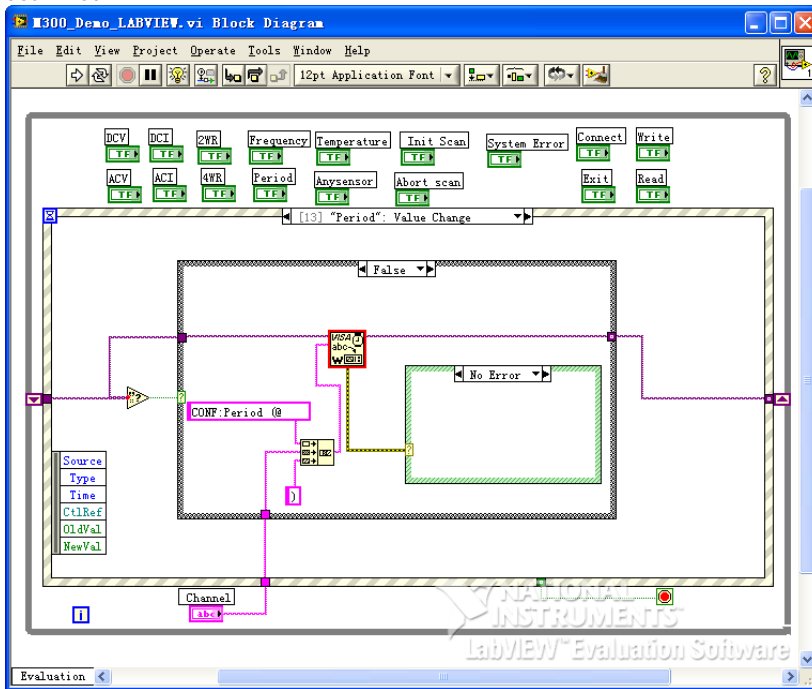 M300_Demo_LABVIEW.vi Block Diagram
File Edit View Project Operate Tools Window Help
12pt Application Font
DCV DCI 2WR Frequency Temperature Init Scan System Error Connect Write
TF TF TF TF TF TF TF TF TF
ACV ACI 4WR Period Anysensor Abort scan Exit Read
TF TF TF TF TF TF TF TF
[13] "Period": Value Change
False
VISA
abc
W
No Error
CONF:Period (@
)
Source
Type
Time
CtlRef
OldVal
NewVal
Channel
abc
i
NATIONAL
INSTRUMENTS
LabVIEW™ Evaluation Software
Evaluation